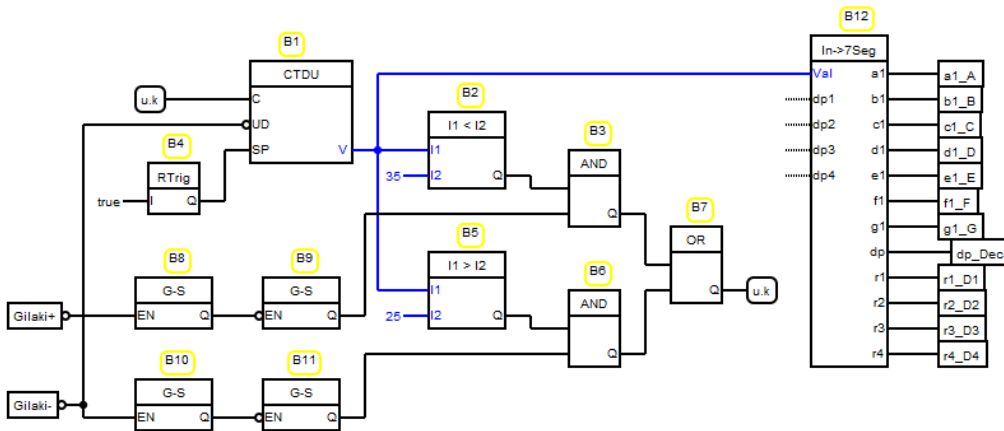 B1
CTDU
u.k
C
UD
SP
V
B4
RTrig
true
I
Q
B2
I1 < I2
I1
I2
Q
35
B3
AND
Q
B5
I1 > I2
I1
I2
Q
25
B6
AND
Q
B7
OR
Q
u.k
B8
G-S
EN
Q
B9
G-S
EN
Q
Gilaki+
B10
G-S
EN
Q
B11
G-S
EN
Q
Gilaki-
B12
In->7Seg
Val
a1
a1_A
dp1
b1
b1_B
dp2
c1
c1_C
dp3
d1
d1_D
dp4
e1
e1_E
f1
f1_F
g1
g1_G
dp
dp_Dec
r1
r1_D1
r2
r2_D2
r3
r3_D3
r4
r4_D4